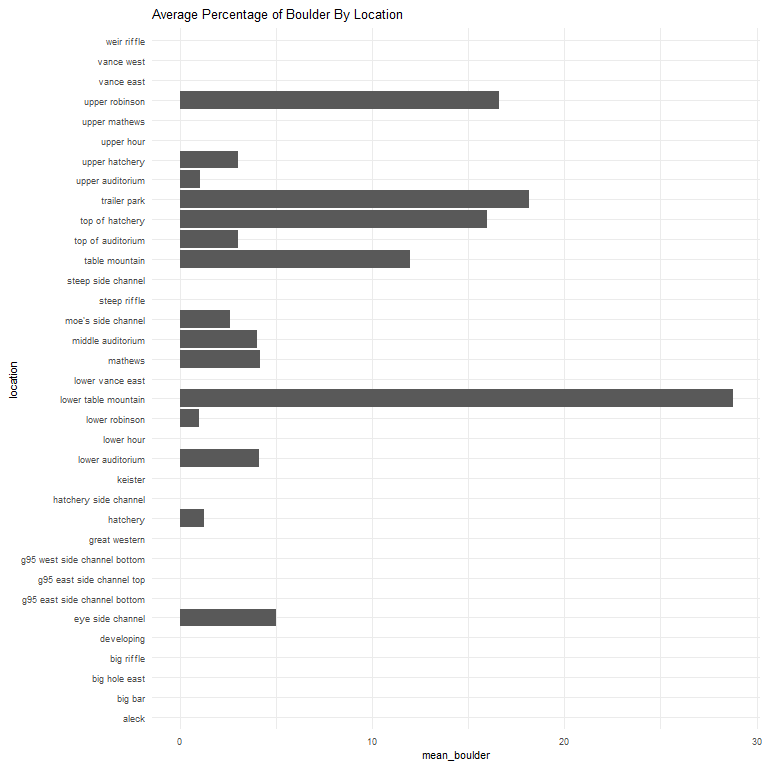 Average Percentage of Boulder By Location
weir riffle
vance west
vance east
upper robinson
upper mathews
upper hour
upper hatchery
upper auditorium
trailer park
top of hatchery
top of auditorium
table mountain
steep side channel
steep riffle
moe's side channel
middle auditorium
mathews
lower vance east
lower table mountain
lower robinson
lower hour
lower auditorium
keister
hatchery side channel
hatchery
great western
g95 west side channel bottom
g95 east side channel top
g95 east side channel bottom
eye side channel
developing
big riffle
big hole east
big bar
aleck
location
0 10 20 30
mean_boulder